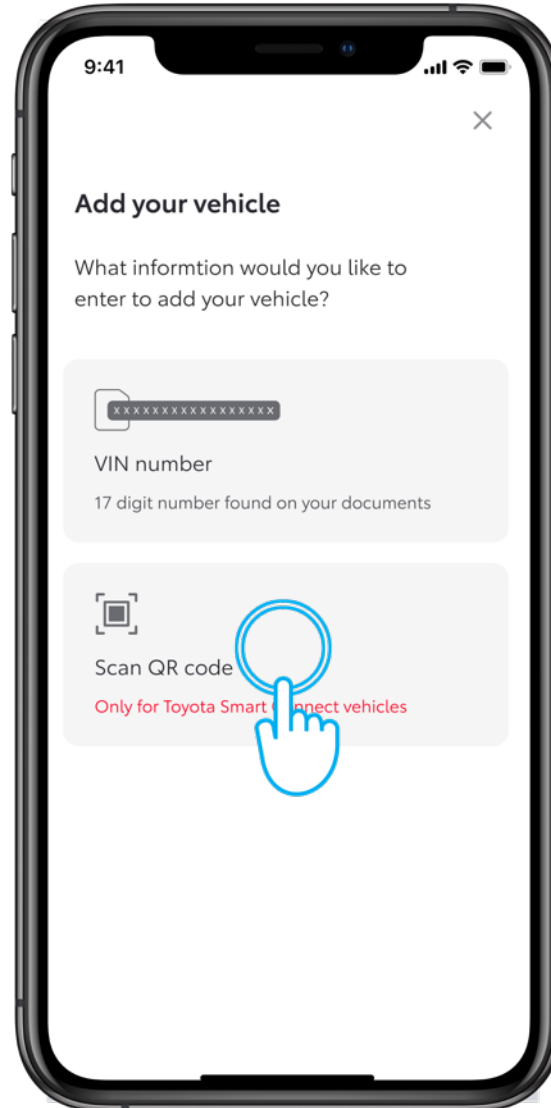 9:41
Add your vehicle
What informtion would you like to
enter to add your vehicle?
x x x x x x x x x x x x x x x x x
VIN number
17 digit number found on your documents
Scan QR code
Only for Toyota Smart Connect vehicles